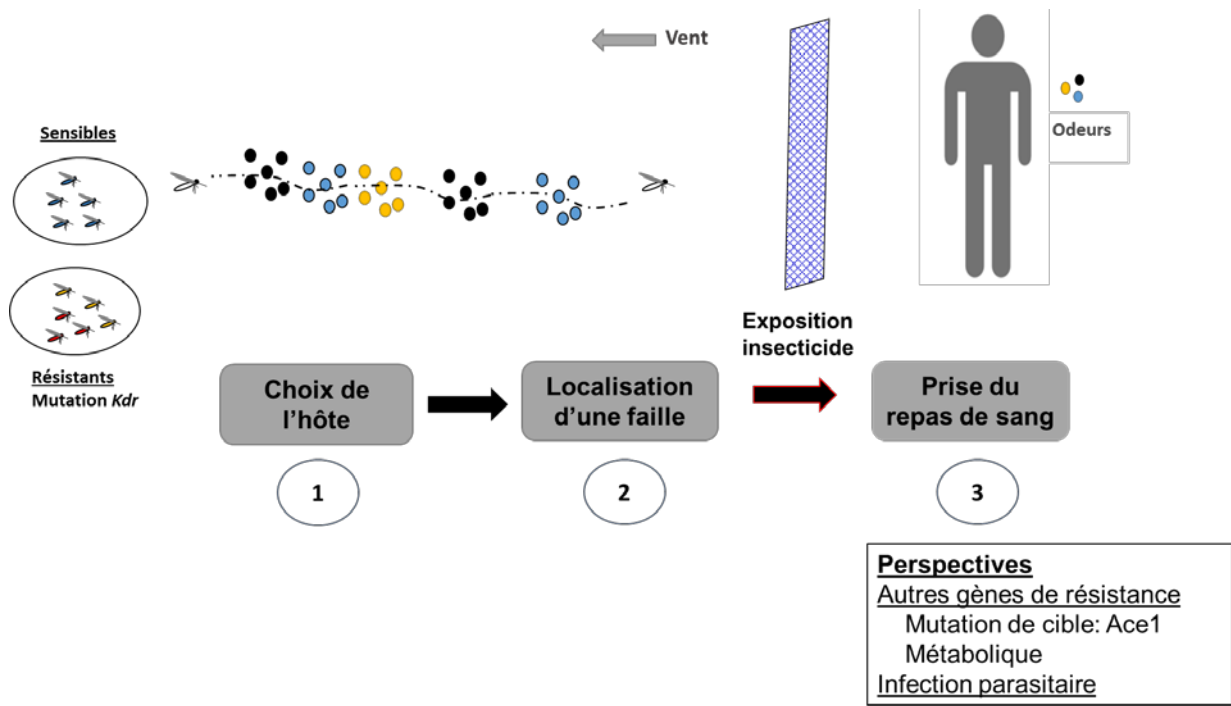 Vent
Sensibles
Odeurs
Résistants
Mutation Kdr
Exposition
insecticide
Choix de
l'hôte
Localisation
d'une faille
Prise du
repas de sang
1
2
3
Perspectives
Autres gènes de résistance
Mutation de cible: Ace1
Métabolique
Infection parasitaire